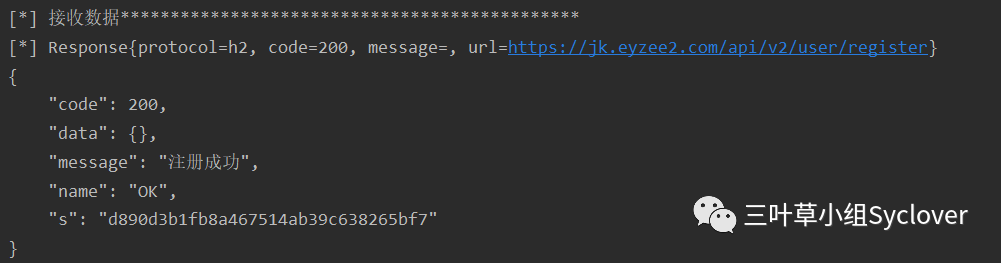 [*] 接收数据**********************************************
[*] Response{protocol=h2, code=200, message=, url=https://jk.eyzee2.com/api/v2/user/register}
{
    "code": 200,
    "data": {},
    "message": "注册成功",
    "name": "OK",
    "s": "d890d3b1fb8a467514ab39c638265bf7"
}
三叶草小组Syclover